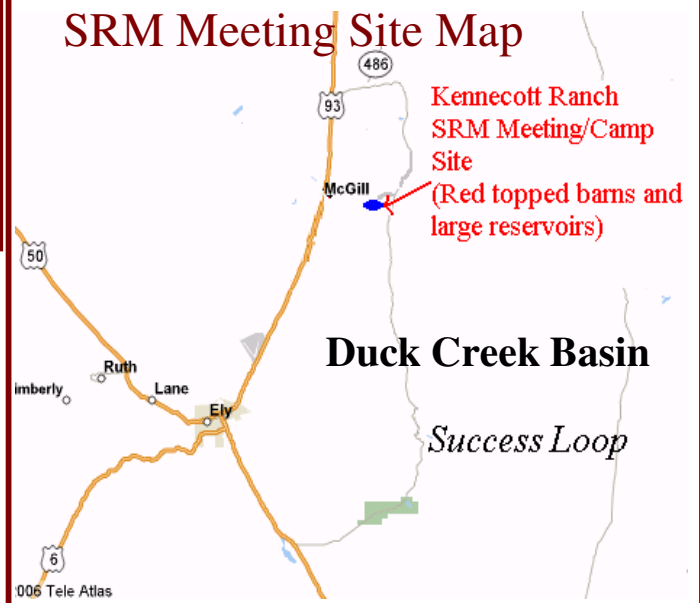 SRM Meeting Site Map
486
93
Kennecott Ranch
SRM Meeting/Camp
Site
(Red topped barns and
large reservoirs)
McGill
50
Duck Creek Basin
Ruth
imberly
Lane
Ely
Success Loop
6
2006 Tele Atlas